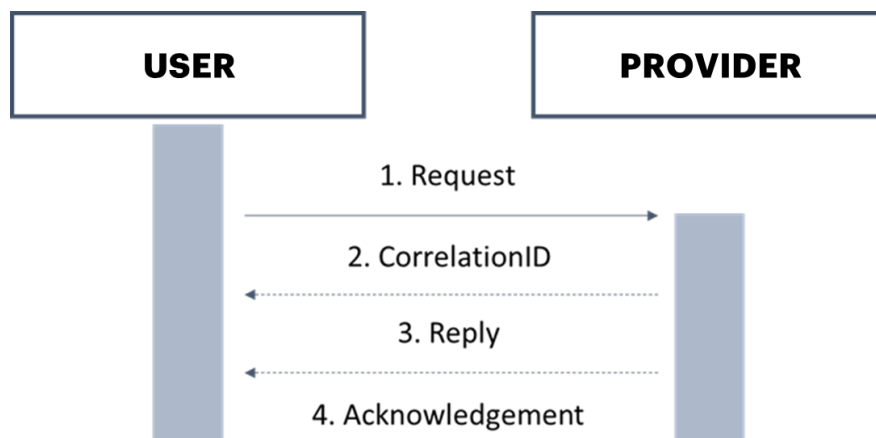 USER
PROVIDER
1. Request
2. CorrelationID
3. Reply
4. Acknowledgement